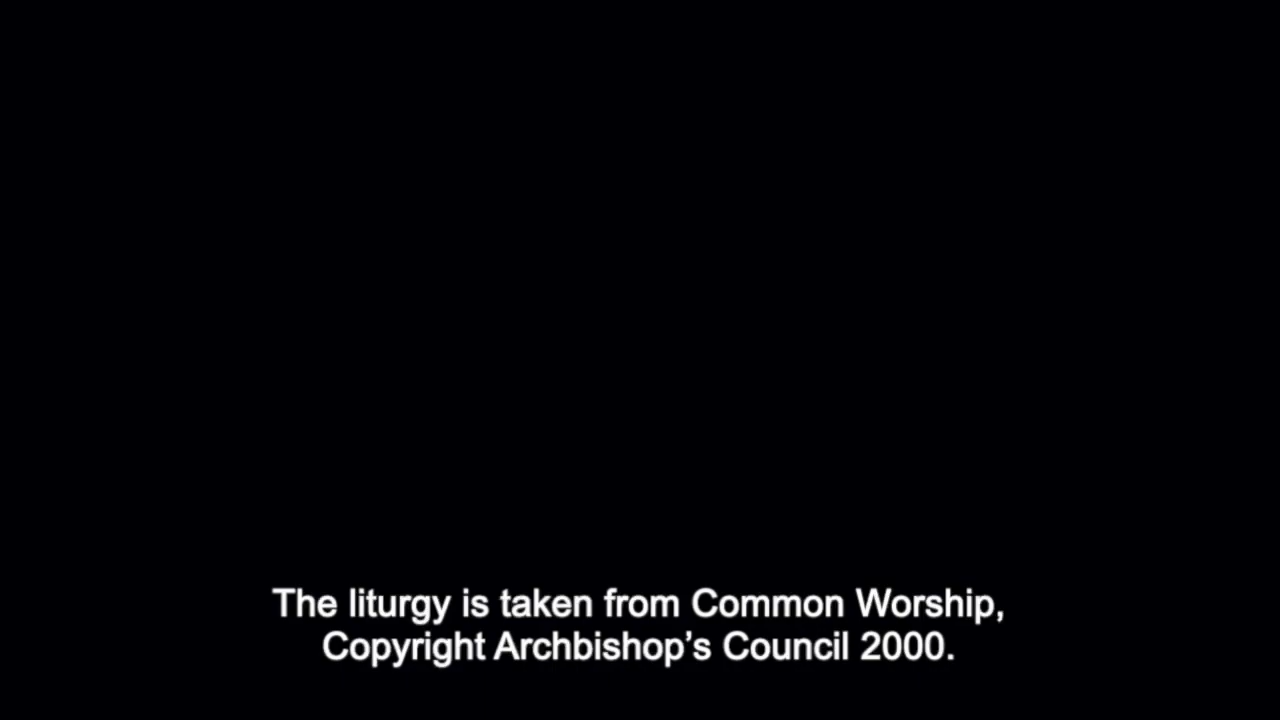 The liturgy is taken from Common Worship,
Copyright Archbishop’s Council 2000.